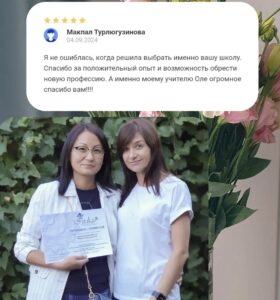 Макпал Турлюгузинова
04.09.2024
Я не ошиблась, когда решила выбрать именно вашу школу.
Спасибо за положительный опыт и возможность обрести
новую профессию. А именно моему учителю Оле огромное
спасибо вам!!!!